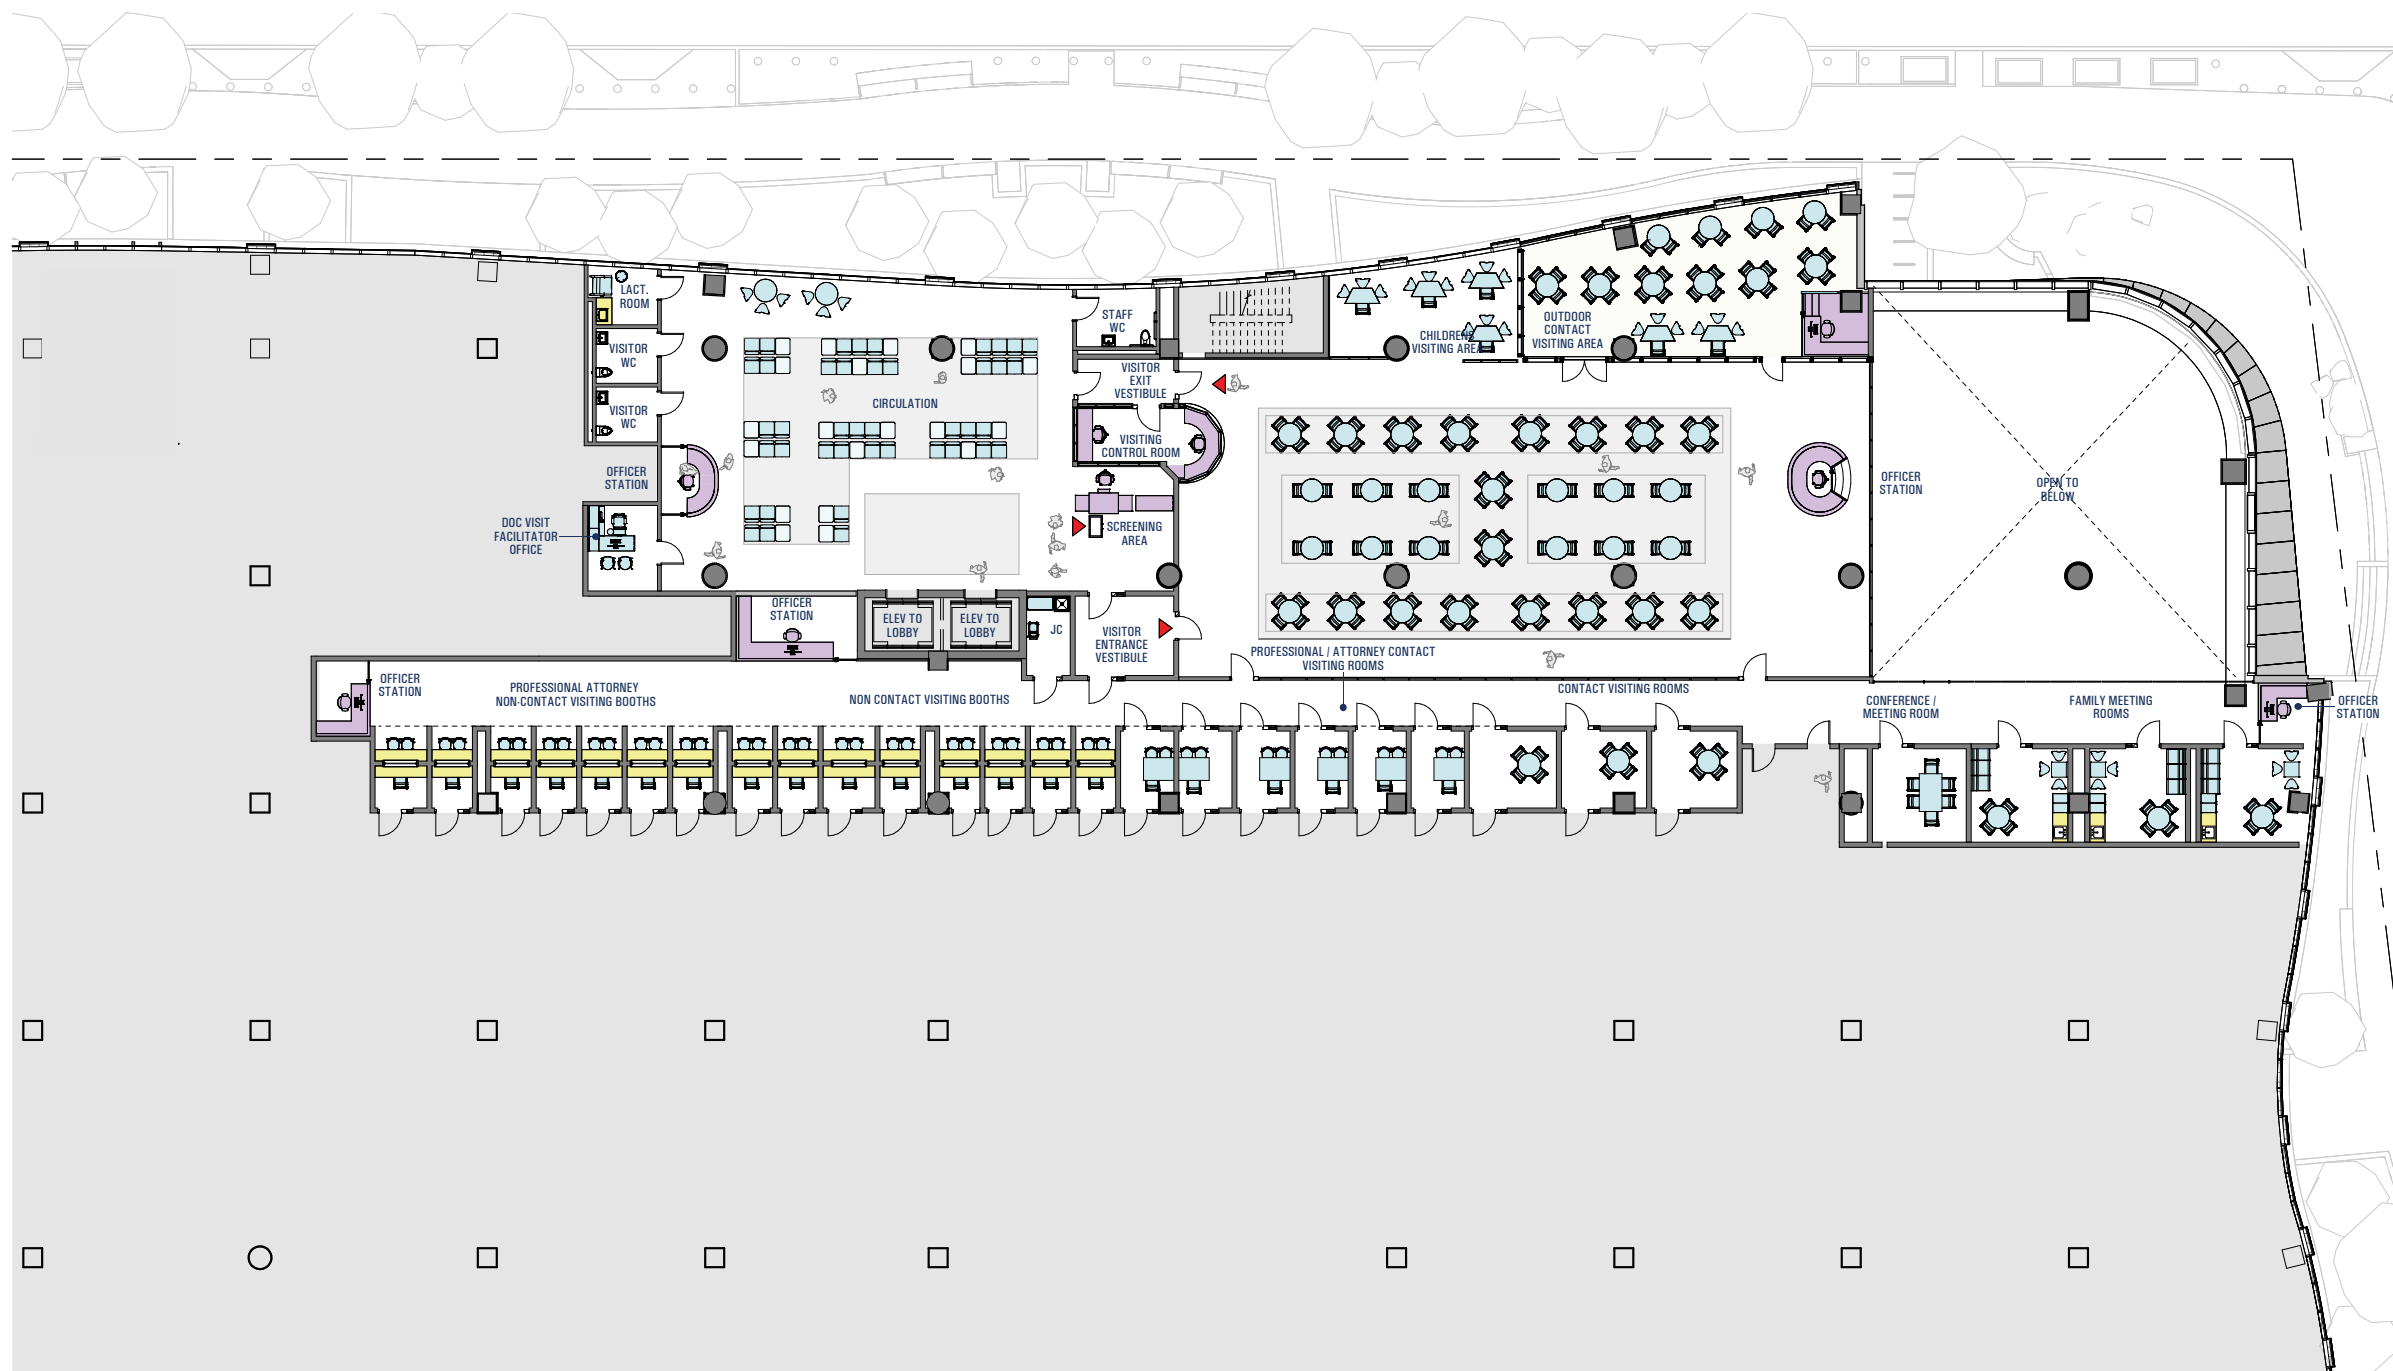 LACT.
ROOM
VISITOR
WC
VISITOR
WC
OFFICER
STATION
DOC VISIT
FACILITATOR
OFFICE
CIRCULATION
STAFF
WC
VISITOR
EXIT
VESTIBULE
VISITING
CONTROL ROOM
SCREENING
AREA
CHILDRENS
VISITING AREA
OUTDOOR
CONTACT
VISITING AREA
OFFICER
STATION
OPEN TO
BELOW
OFFICER
STATION
ELEV TO
LOBBY
ELEV TO
LOBBY
JC
VISITOR
ENTRANCE
VESTIBULE
OFFICER
STATION
PROFESSIONAL ATTORNEY
NON-CONTACT VISITING BOOTHS
NON CONTACT VISITING BOOTHS
PROFESSIONAL / ATTORNEY CONTACT
VISITING ROOMS
CONTACT VISITING ROOMS
CONFERENCE /
MEETING ROOM
FAMILY MEETING
ROOMS
OFFICER
STATION